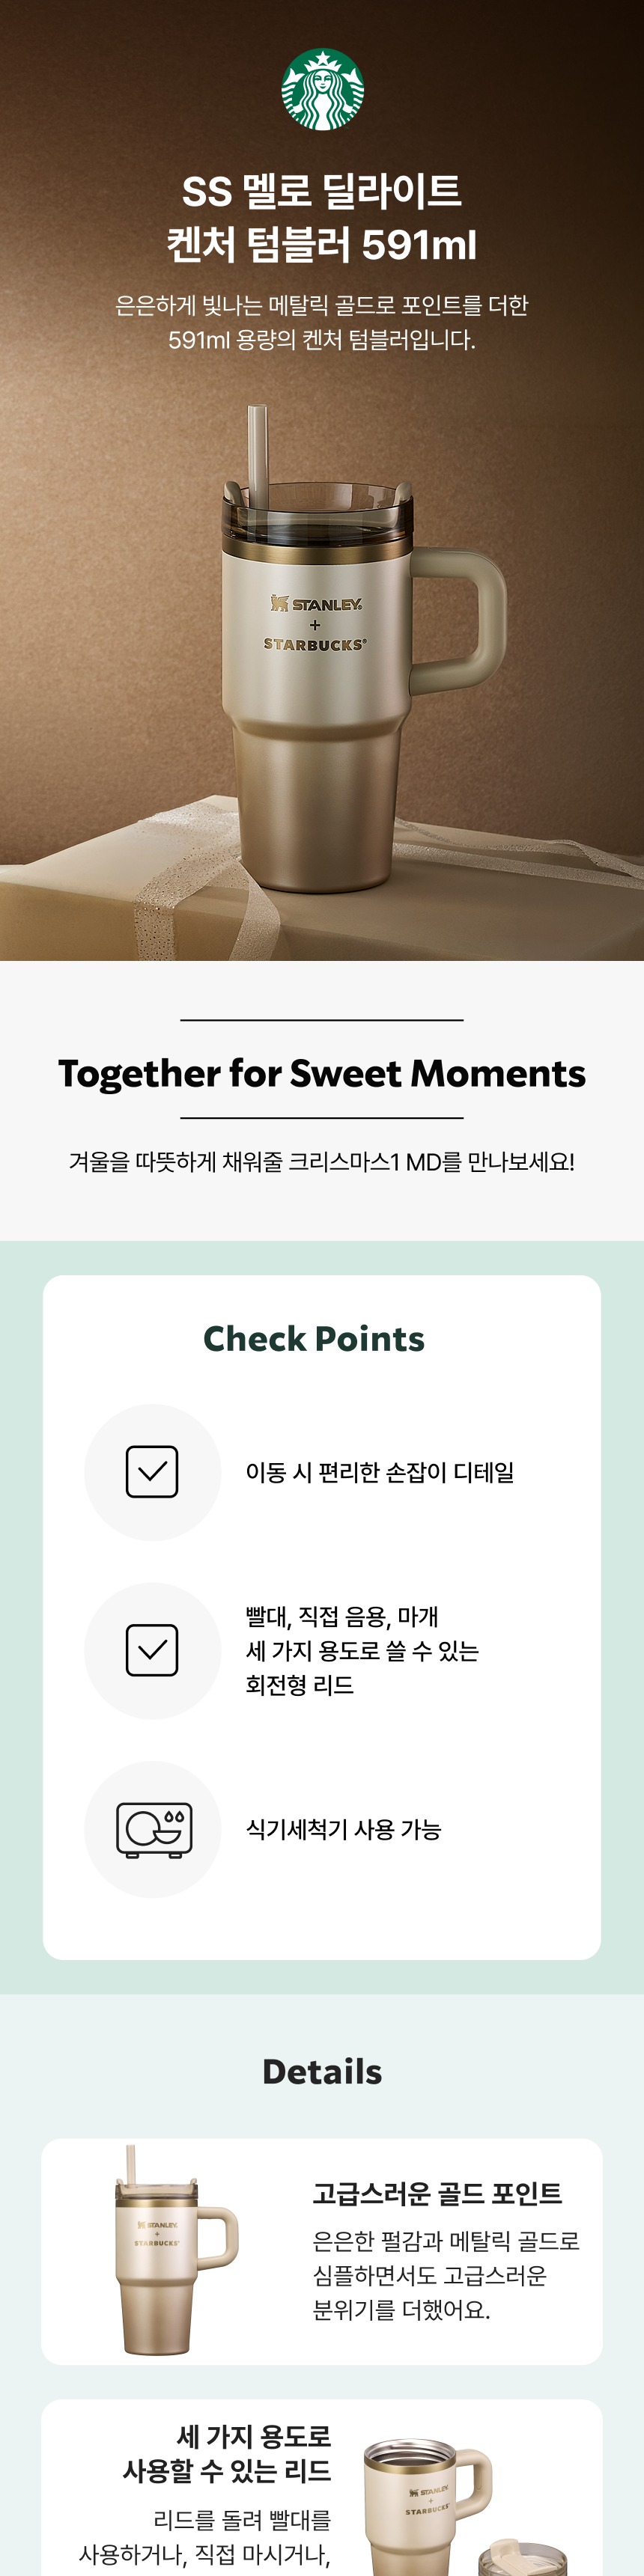 SS 멜로 딜라이트
켄처 텀블러 591ml
은은하게 빛나는 메탈릭 골드로 포인트를 더한
591ml 용량의 켄처 텀블러입니다.
STANLEY®
+
STARBUCKS®
Together for Sweet Moments
겨울을 따뜻하게 채워줄 크리스마스1 MD를 만나보세요!
Check Points
이동 시 편리한 손잡이 디테일
빨대, 직접 음용, 마개
세 가지 용도로 쓸 수 있는
회전형 리드
식기세척기 사용 가능
Details
STANLEY
+
STARBUCKS
고급스러운 골드 포인트
은은한 펄감과 메탈릭 골드로
심플하면서도 고급스러운
분위기를 더했어요.
세 가지 용도로
사용할 수 있는 리드
리드를 돌려 빨대를
사용하거나, 직접 마시거나,
STANLEY
+
STARBUCKS